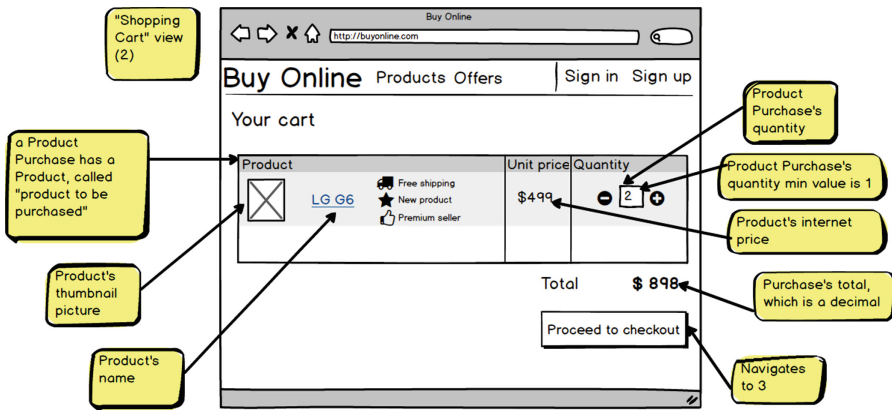 "Shopping
Cart" view
(2)
Buy Online
http://buyonline.com
Buy Online Products Offers Sign in Sign up
Your cart
Product Unit price Quantity
LG G6
Free shipping
New product
Premium seller
$499
2
Total $ 898
Proceed to checkout
a Product
Purchase has a
Product, called
"product to be
purchased"
Product's
thumbnail
picture
Product's
name
Product
Purchase's
quantity
Product Purchase's
quantity min value is 1
Product's internet
price
Purchase's total,
which is a decimal
Navigates
to 3